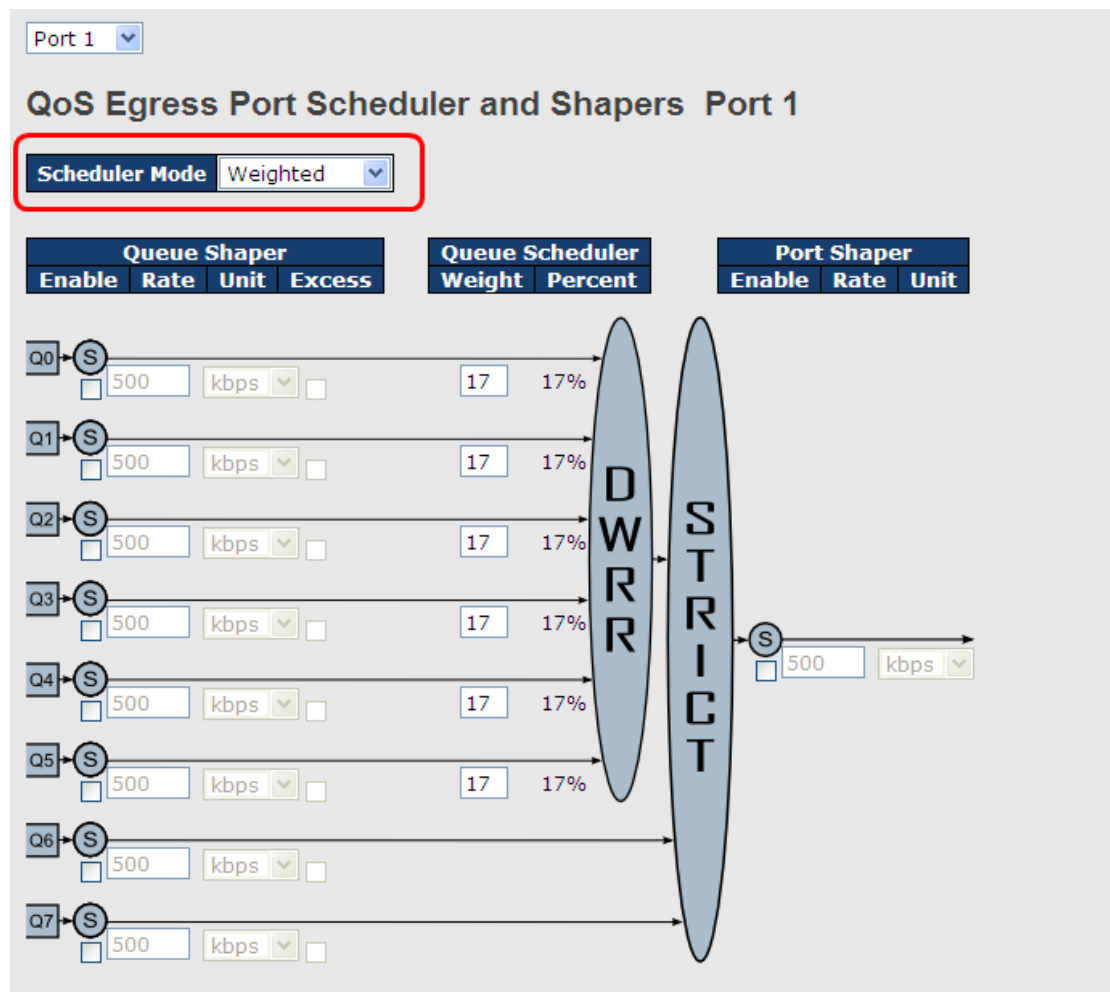 Port 1
QoS Egress Port Scheduler and Shapers Port 1
Scheduler Mode Weighted
Queue Shaper Queue Scheduler Port Shaper
Enable Rate Unit Excess Weight Percent Enable Rate Unit
Q0 S
500 kbps 17 17%
Q1 S
500 kbps 17 17%
Q2 S
500 kbps 17 17%
Q3 S
500 kbps 17 17%
DWRR
STRICT
S
500 kbps
Q4 S
500 kbps 17 17%
Q5 S
500 kbps 17 17%
Q6 S
500 kbps
Q7 S
500 kbps